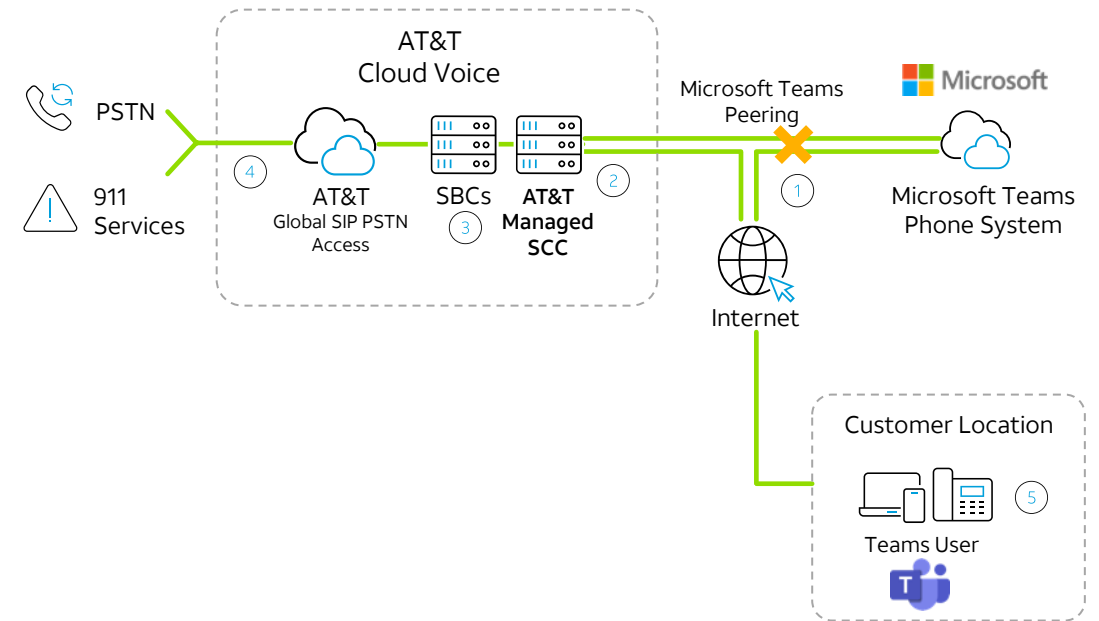 AT&T
Cloud Voice
Microsoft Teams
Peering
Microsoft
PSTN
911
Services
4
AT&T
Global SIP PSTN
Access
SBCs
3
AT&T
Managed
SCC
2
1
Microsoft Teams
Phone System
Internet
Customer Location
5
Teams User
T